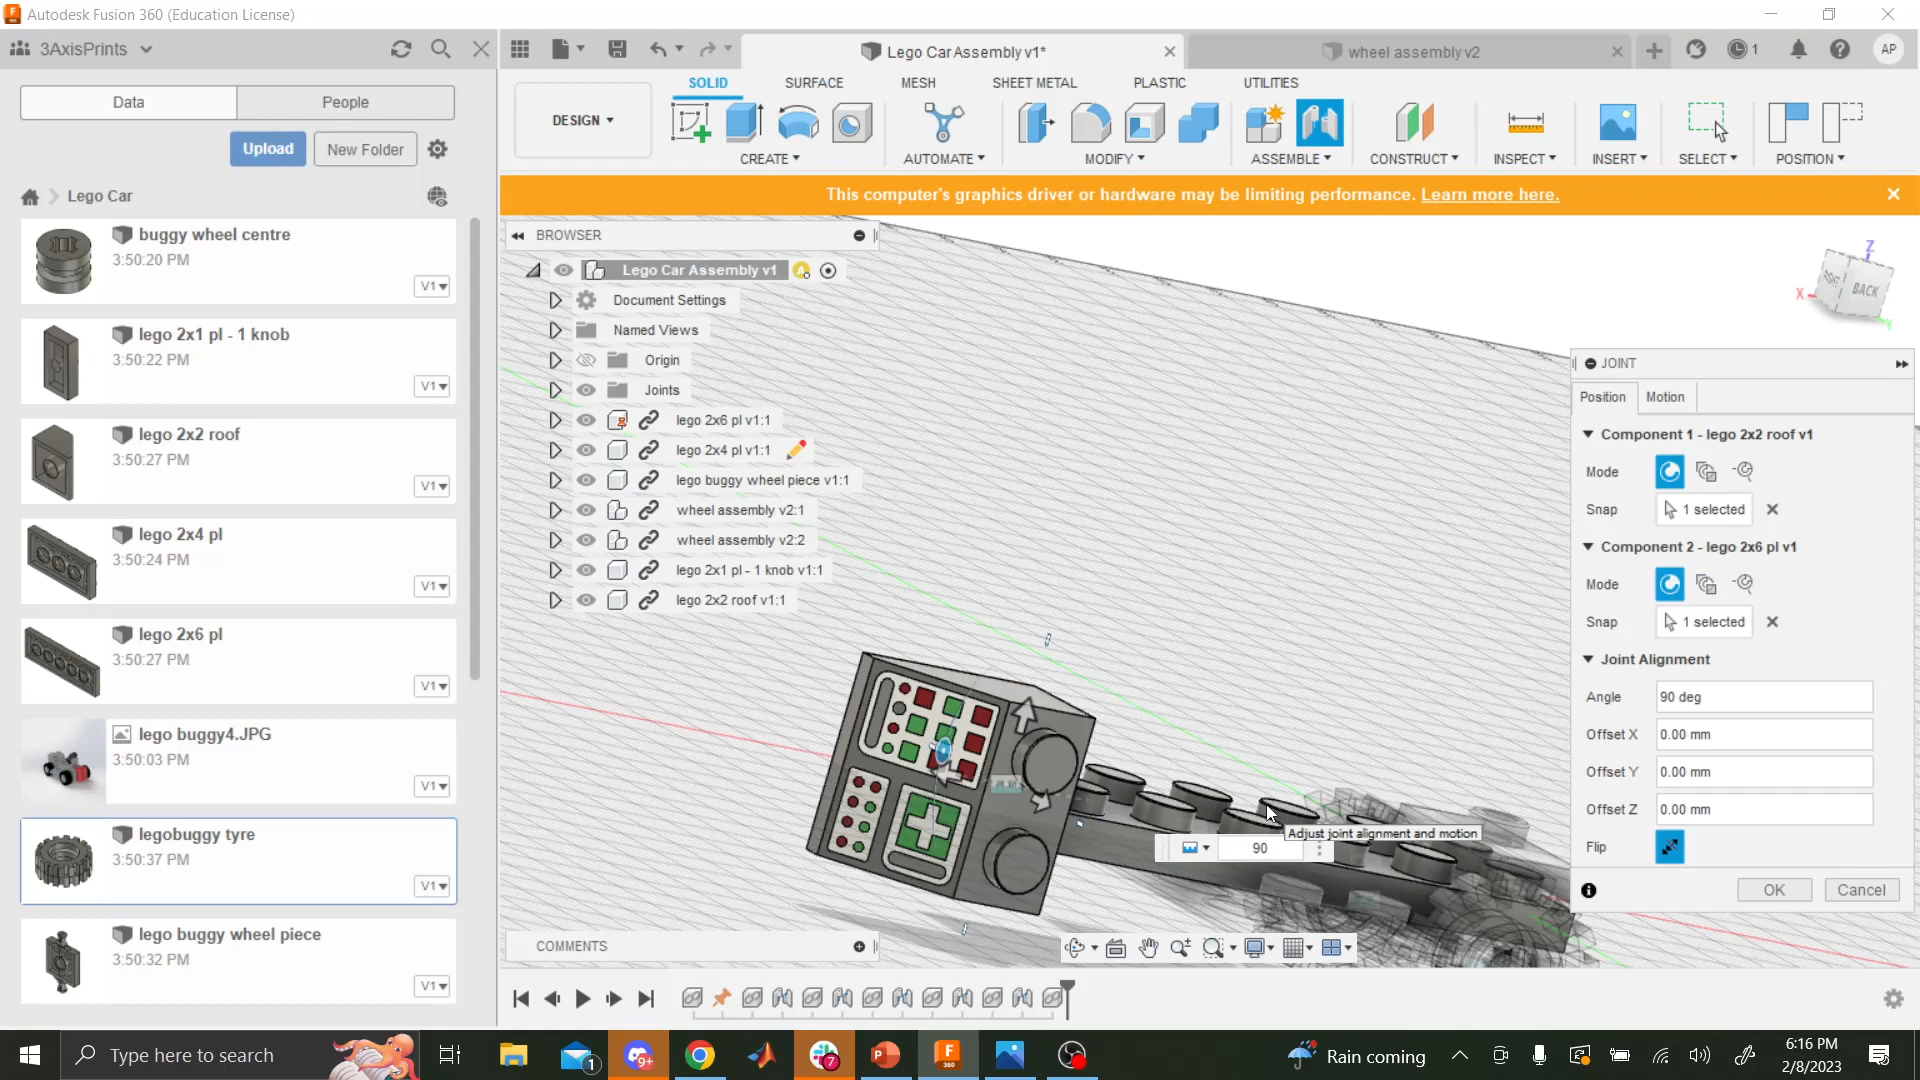 Autodesk Fusion 360 (Education License)
3AxisPrints
Data
People
Upload
New Folder
Lego Car
buggy wheel centre
3:50:20 PM
V1
lego 2x1 pl - 1 knob
3:50:22 PM
V1
lego 2x2 roof
3:50:27 PM
V1
lego 2x4 pl
3:50:24 PM
V1
lego 2x6 pl
3:50:27 PM
V1
lego buggy4.JPG
3:50:03 PM
V1
legobuggy tyre
3:50:37 PM
V1
lego buggy wheel piece
3:50:32 PM
V1
Lego Car Assembly v1*
wheel assembly v2
1
AP
DESIGN
SOLID
SURFACE
MESH
SHEET METAL
PLASTIC
UTILITIES
CREATE
AUTOMATE
MODIFY
ASSEMBLE
CONSTRUCT
INSPECT
INSERT
SELECT
POSITION
This computer's graphics driver or hardware may be limiting performance. Learn more here.
BROWSER
Lego Car Assembly v1
Document Settings
Named Views
Origin
Joints
lego 2x6 pl v1:1
lego 2x4 pl v1:1
lego buggy wheel piece v1:1
wheel assembly v2:1
wheel assembly v2:2
lego 2x1 pl - 1 knob v1:1
lego 2x2 roof v1:1
Z
X
BACK
Adjust joint alignment and motion
90
COMMENTS
JOINT
Position
Motion
Component 1 - lego 2x2 roof v1
Mode
Snap
1 selected
Component 2 - lego 2x6 pl v1
Mode
Snap
1 selected
Joint Alignment
Angle
90 deg
Offset X
0.00 mm
Offset Y
0.00 mm
Offset Z
0.00 mm
Flip
OK
Cancel
Type here to search
1
9+
7
360
Rain coming
6:16 PM
2/8/2023